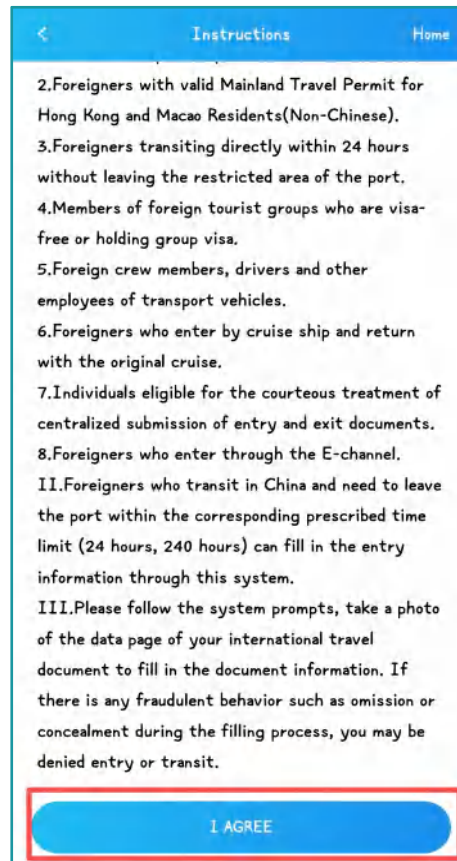 < Instructions Home
2.Foreigners with valid Mainland Travel Permit for
Hong Kong and Macao Residents(Non-Chinese).
3.Foreigners transiting directly within 24 hours
without leaving the restricted area of the port.
4.Members of foreign tourist groups who are visa-
free or holding group visa.
5.Foreign crew members, drivers and other
employees of transport vehicles.
6.Foreigners who enter by cruise ship and return
with the original cruise.
7.Individuals eligible for the courteous treatment of
centralized submission of entry and exit documents.
8.Foreigners who enter through the E-channel.
II.Foreigners who transit in China and need to leave
the port within the corresponding prescribed time
limit (24 hours, 240 hours) can fill in the entry
information through this system.
III.Please follow the system prompts, take a photo
of the data page of your international travel
document to fill in the document information. If
there is any fraudulent behavior such as omission or
concealment during the filling process, you may be
denied entry or transit.
I AGREE